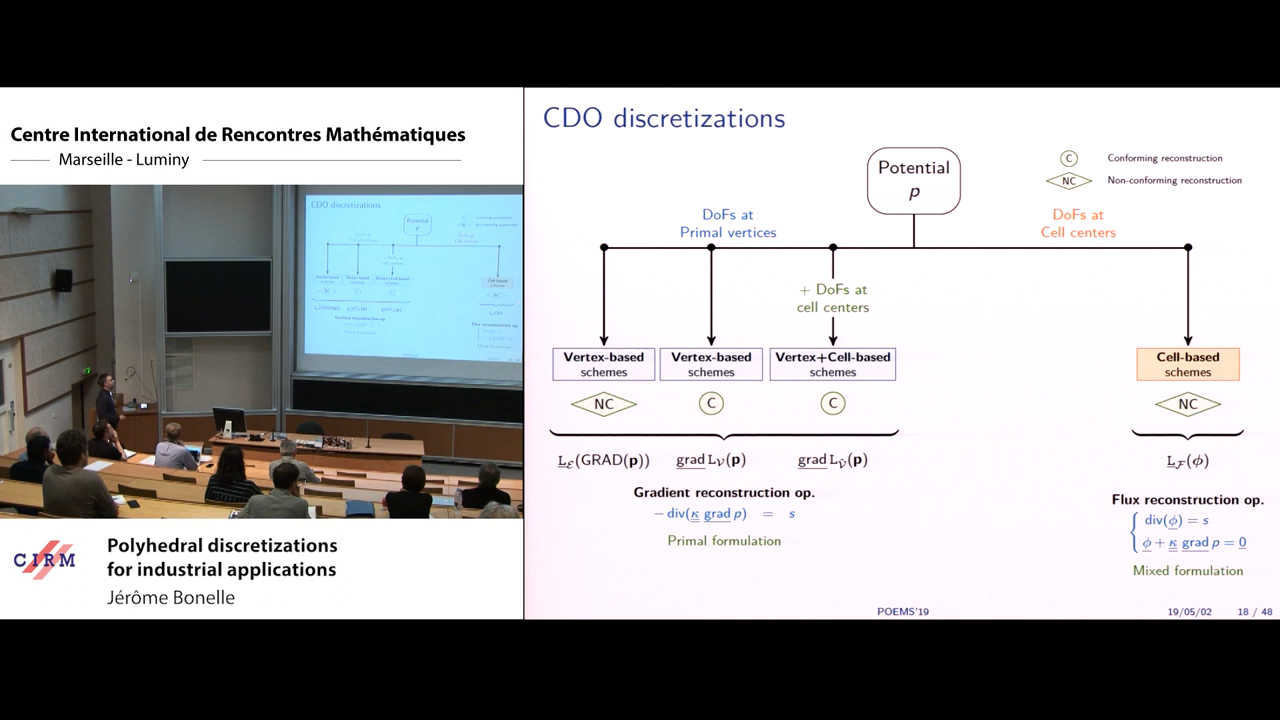 Centre International de Rencontres Mathématiques
Marseille - Luminy
CDO discretizations
CIRM
Polyhedral discretizations
for industrial applications
Jérôme Bonelle
CDO discretizations
Potential
p
C Conforming reconstruction
NC Non-conforming reconstruction
DoFs at
Primal vertices
DoFs at
Cell centers
+ DoFs at
cell centers
Vertex-based
schemes
Vertex-based
schemes
Vertex+Cell-based
schemes
Cell-based
schemes
NC
C
C
NC
L_ℰ(GRAD(p))
grad L_𝒱(p)
grad L_𝒱̃(p)
L_ℱ(ϕ)
Gradient reconstruction op.
− div(κ grad p) = s
Primal formulation
Flux reconstruction op.
div(ϕ) = s
ϕ + κ grad p = 0
Mixed formulation
POEMS'19
19/05/02
18 / 48